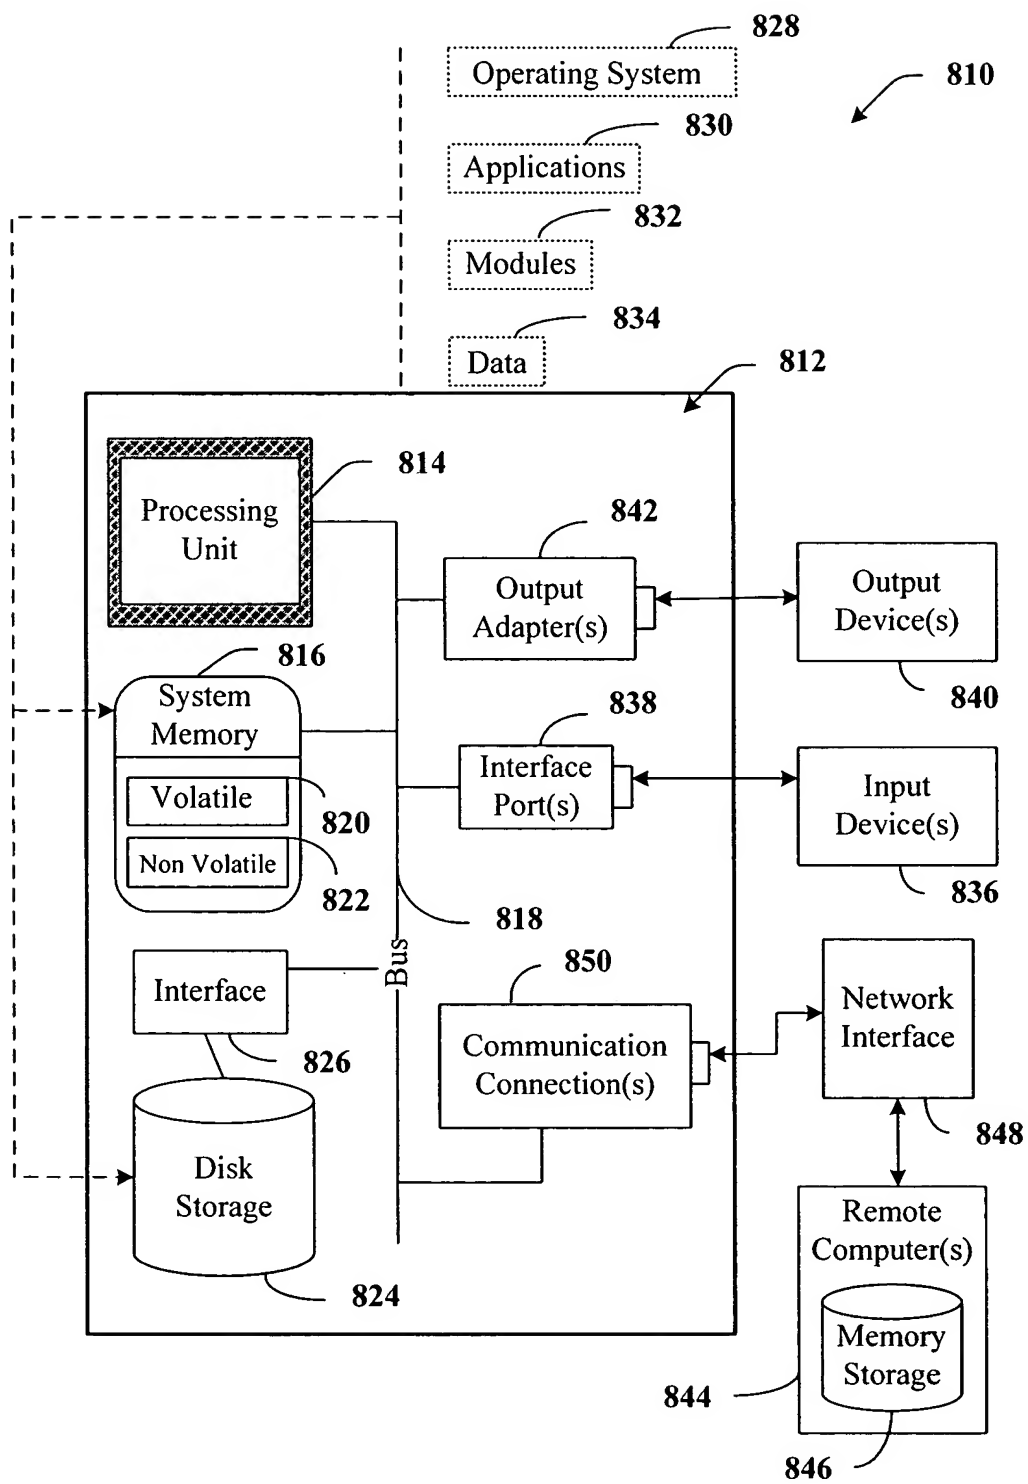 828
Operating System
810
830
Applications
832
Modules
834
Data
812
814
Processing
Unit
842
Output
Adapter(s)
Output
Device(s)
840
816
System
Memory
838
Interface
Port(s)
Input
Device(s)
836
Volatile
820
Non Volatile
822
818
Bus
850
Interface
826
Communication
Connection(s)
Network
Interface
848
Disk
Storage
824
Remote
Computer(s)
Memory
Storage
844
846